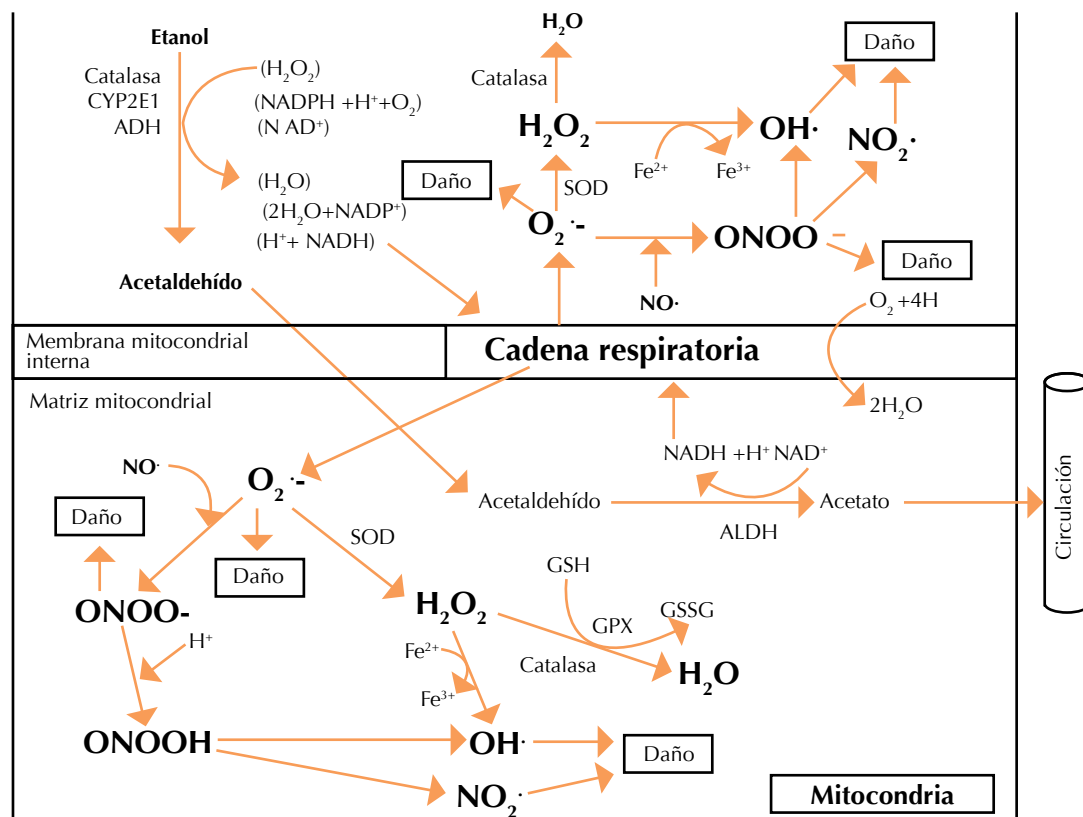 Etanol
Catalasa
CYP2E1
ADH
(H₂O₂)
(NADPH +H⁺+O₂)
(N AD⁺)
(H₂O)
(2H₂O+NADP⁺)
(H⁺+ NADH)
Acetaldehído
H₂O
Catalasa
H₂O₂
Fe²⁺
Fe³⁺
OH·
NO₂·
Daño
Daño
SOD
O₂·-
NO·
ONOO –
Daño
O₂ +4H
Membrana mitocondrial
interna
Cadena respiratoria
2H₂O
Matriz mitocondrial
NADH +H⁺ NAD⁺
NO·
O₂·-
Acetaldehído
Acetato
ALDH
Circulación
Daño
Daño
SOD
ONOO-
H⁺
H₂O₂
GSH
GPX
GSSG
Catalasa
H₂O
Fe²⁺
Fe³⁺
ONOOH
OH·
Daño
NO₂·
Mitocondria